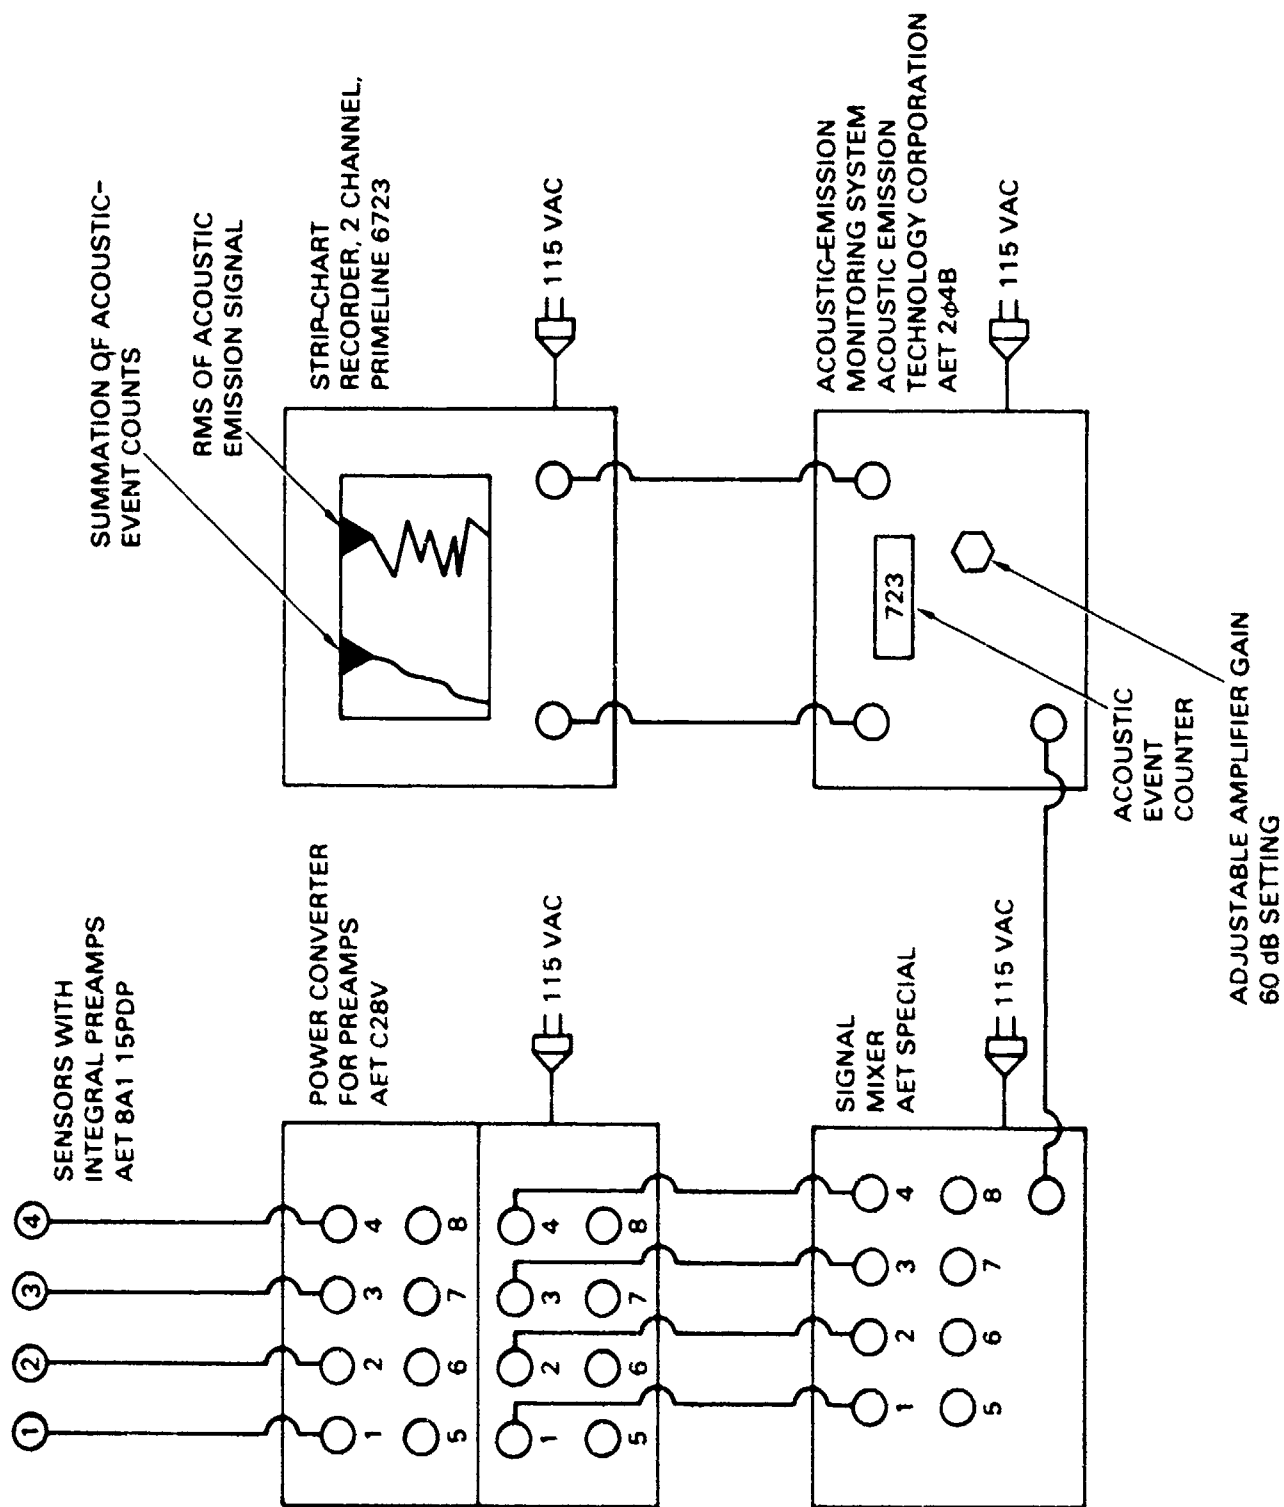 SENSORS WITH
INTEGRAL PREAMPS
AET 8A1 15PDP
1
2
3
4
POWER CONVERTER
FOR PREAMPS
AET C28V
1 2 3 4
5 6 7 8
115 VAC
1 2 3 4
5 6 7 8
SIGNAL
MIXER
AET SPECIAL
115 VAC
1 2 3 4
5 6 7 8
SUMMATION OF ACOUSTIC-
EVENT COUNTS
RMS OF ACOUSTIC
EMISSION SIGNAL
STRIP-CHART
RECORDER, 2 CHANNEL,
PRIMELINE 6723
115 VAC
ACOUSTIC-EMISSION
MONITORING SYSTEM
ACOUSTIC EMISSION
TECHNOLOGY CORPORATION
AET 2ϕ4B
115 VAC
723
ACOUSTIC
EVENT
COUNTER
ADJUSTABLE AMPLIFIER GAIN
60 dB SETTING